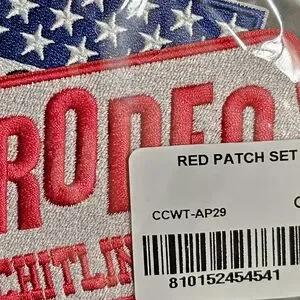 RODEO
CHITLIN
RED PATCH SET
CCWT-AP29
810152454541